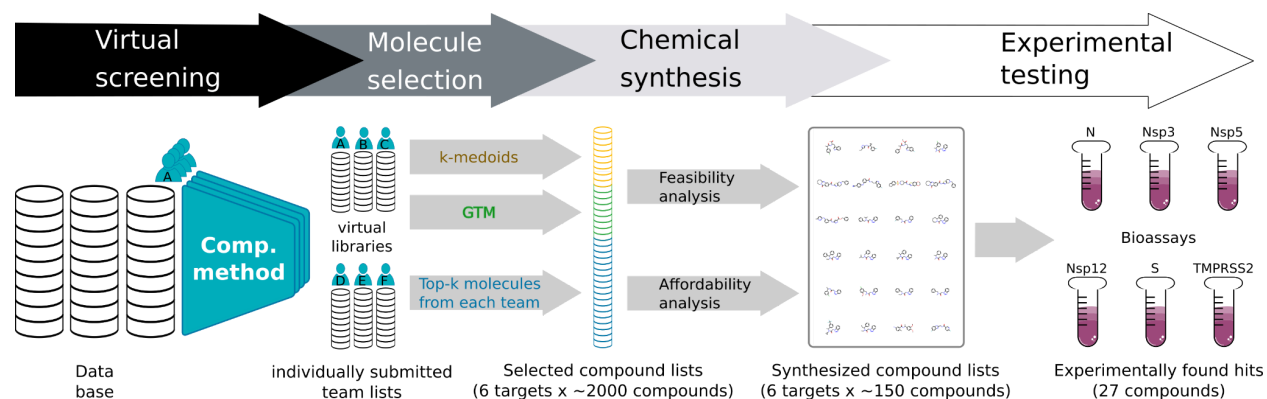 Virtual
screening
Molecule
selection
Chemical
synthesis
Experimental
testing
A
Comp.
method
Data
base
A B C
virtual
libraries
D E F
individually submitted
team lists
k-medoids
GTM
Top-k molecules
from each team
Selected compound lists
(6 targets x ~2000 compounds)
Feasibility
analysis
Affordability
analysis
Synthesized compound lists
(6 targets x ~150 compounds)
N Nsp3 Nsp5
Bioassays
Nsp12 S TMPRSS2
Experimentally found hits
(27 compounds)